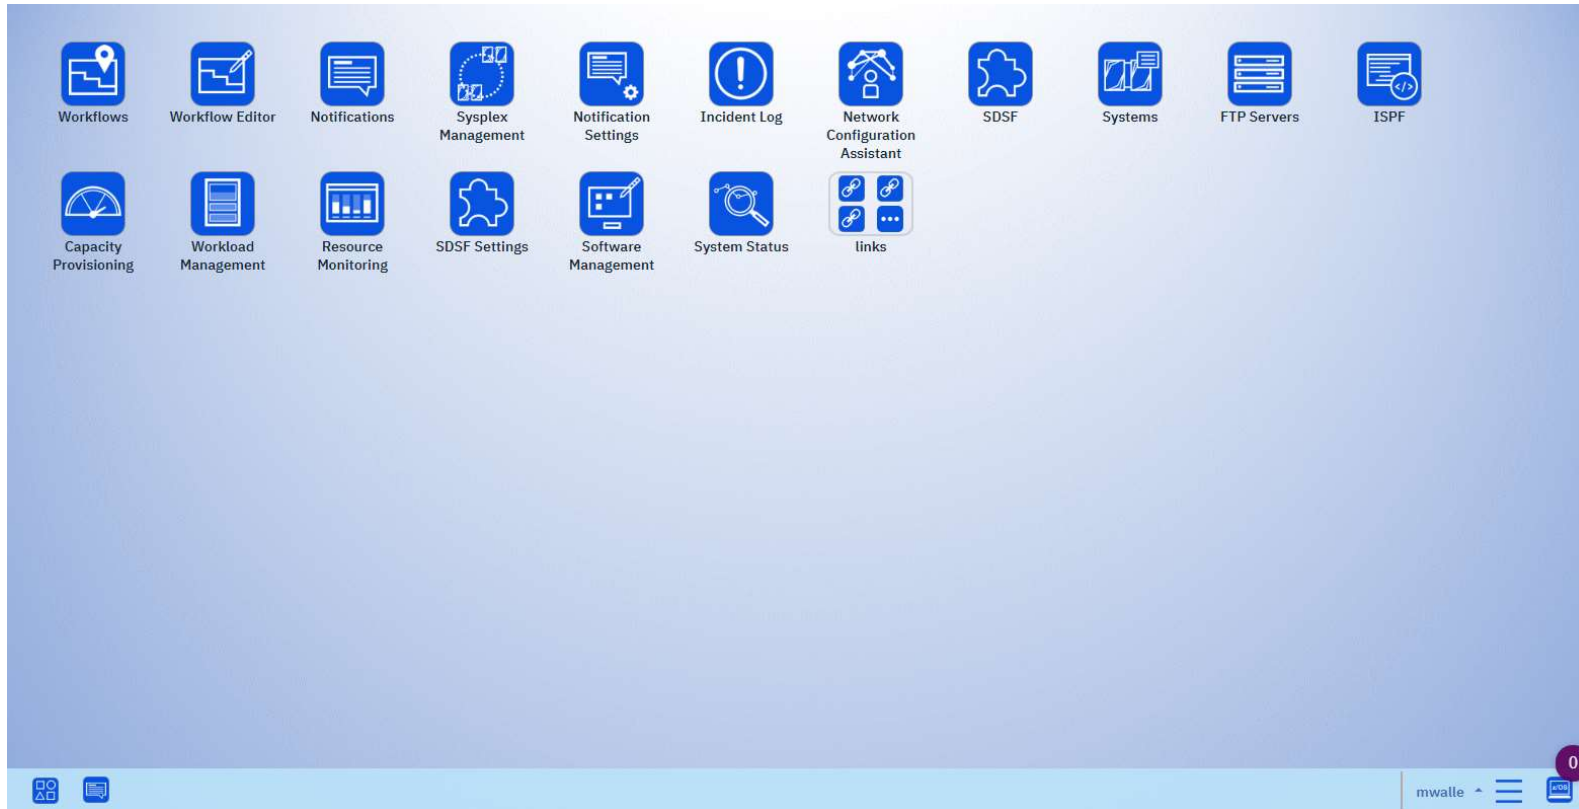 Workflows
Workflow Editor
Notifications
Sysplex
Management
Notification
Settings
Incident Log
Network
Configuration
Assistant
SDSF
Systems
FTP Servers
ISPF
Capacity
Provisioning
Workload
Management
Resource
Monitoring
SDSF Settings
Software
Management
System Status
links
mwalle
0
z/OS